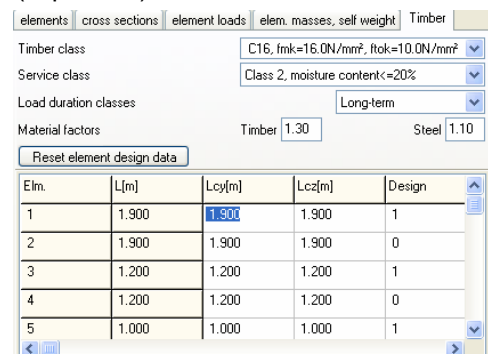 elements cross sections element loads elem. masses, self weight Timber
Timber class C16, fmk=16.0N/mm², ftok=10.0N/mm²
Service class Class 2, moisture content<=20%
Load duration classes Long-term
Material factors Timber 1.30 Steel 1.10
Reset element design data
Elm. L[m] Lcy[m] Lcz[m] Design
1 1.900 1.900 1.900 1
2 1.900 1.900 1.900 0
3 1.200 1.200 1.200 1
4 1.200 1.200 1.200 0
5 1.000 1.000 1.000 1